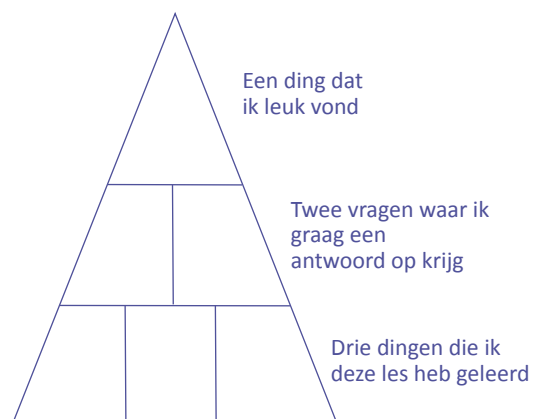 Een ding dat
ik leuk vond
Twee vragen waar ik
graag een
antwoord op krijg
Drie dingen die ik
deze les heb geleerd